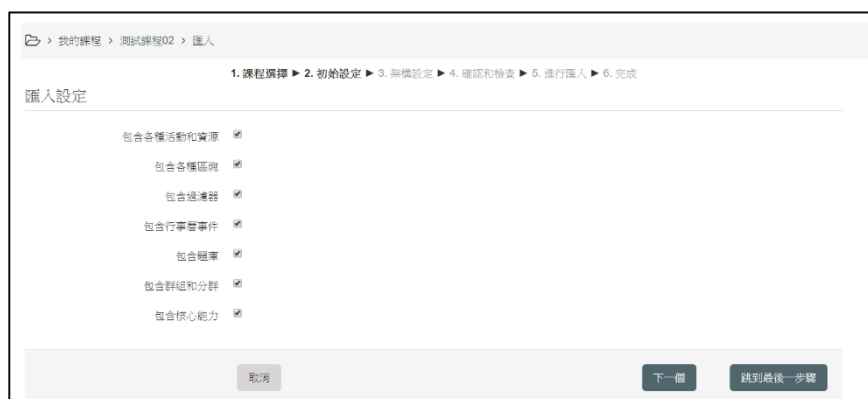 我的課程 > 測試課程02 > 匯入
1. 課程選擇 ► 2. 初始設定 ► 3. 架構設定 ► 4. 確認和檢查 ► 5. 進行匯入 ► 6. 完成
匯入設定
包含各種活動和資源
包含各種區塊
包含過濾器
包含行事曆事件
包含題庫
包含群組和分群
包含核心能力
取消 下一個 跳到最後一步驟